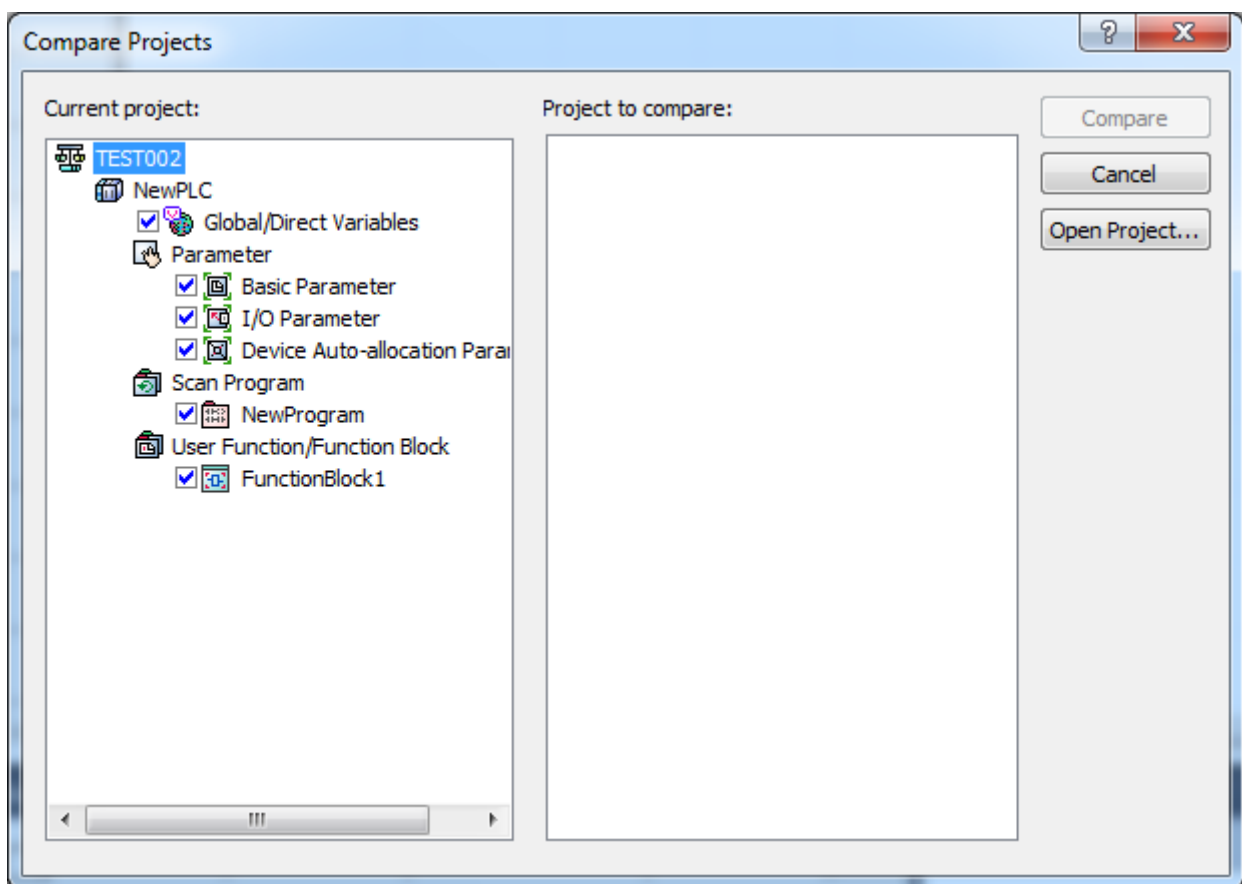 Compare Projects
Current project:
Project to compare:
TEST002
NewPLC
Global/Direct Variables
Parameter
Basic Parameter
I/O Parameter
Device Auto-allocation Para
Scan Program
NewProgram
User Function/Function Block
FunctionBlock1
Compare
Cancel
Open Project...